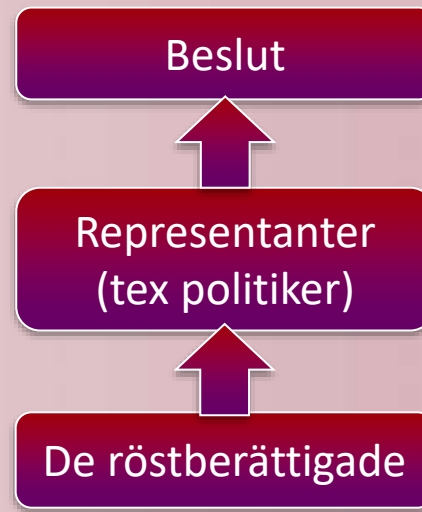 Beslut
Representanter
(tex politiker)
De röstberättigade